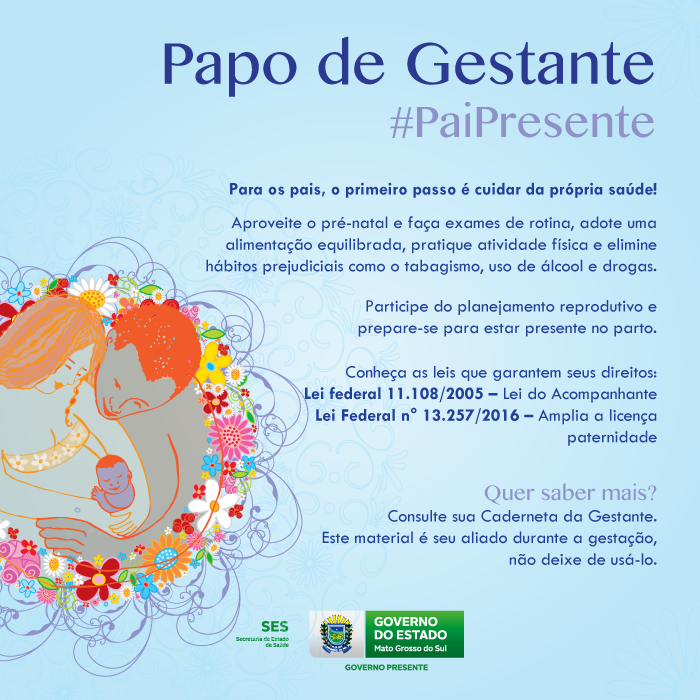 Papo de Gestante
#PaiPresente
Para os pais, o primeiro passo é cuidar da própria saúde!
Aproveite o pré-natal e faça exames de rotina, adote uma
alimentação equilibrada, pratique atividade física e elimine
hábitos prejudiciais como o tabagismo, uso de álcool e drogas.
Participe do planejamento reprodutivo e
prepare-se para estar presente no parto.
Conheça as leis que garantem seus direitos:
Lei federal 11.108/2005 – Lei do Acompanhante
Lei Federal nº 13.257/2016 – Amplia a licença
paternidade
Quer saber mais?
Consulte sua Caderneta da Gestante.
Este material é seu aliado durante a gestação,
não deixe de usá-lo.
SES
Secretaria de Estado
de Saúde
GOVERNO
DO ESTADO
Mato Grosso do Sul
GOVERNO PRESENTE